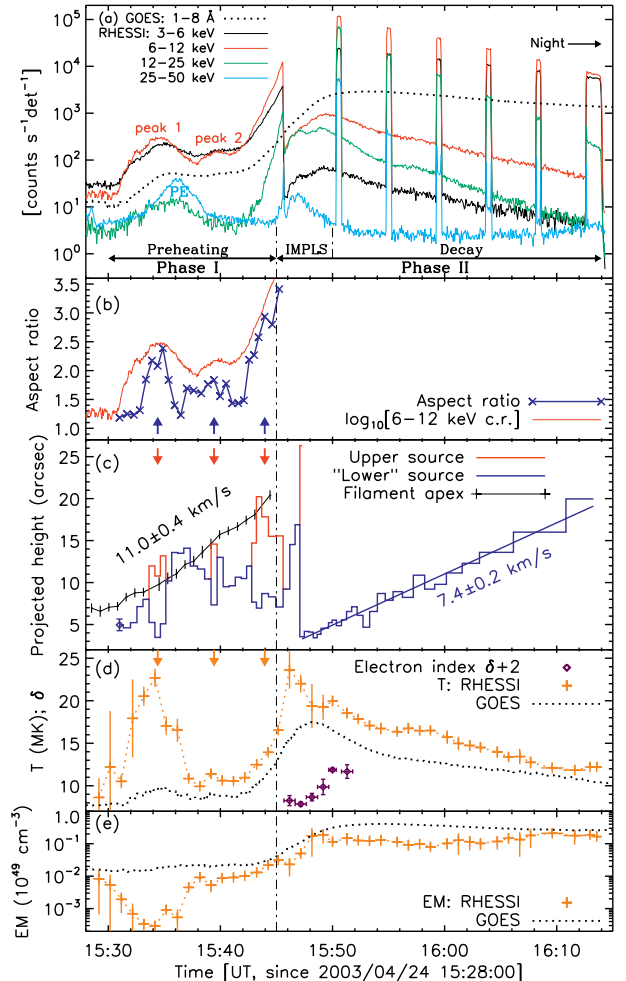 (a) GOES: 1−8 Å
RHESSI: 3−6 keV
6−12 keV
12−25 keV
25−50 keV
Night
peak 1
peak 2
PE
10⁵
10⁴
10³
10²
10¹
10⁰
[counts s⁻¹det⁻¹]
Preheating
IMPLS
Decay
Phase I
Phase II
(b)
3.5
3.0
2.5
2.0
1.5
1.0
Aspect ratio
Aspect ratio
log₁₀[6−12 keV c.r.]
(c)
25
20
15
10
5
Projected height (arcsec)
Upper source
"Lower" source
Filament apex
11.0±0.4 km/s
7.4±0.2 km/s
(d)
25
20
15
10
T (MK); δ
Electron index δ+2
T: RHESSI
GOES
(e)
1.0
10⁻¹
10⁻²
10⁻³
EM (10⁴⁹ cm⁻³)
EM: RHESSI
GOES
15:30
15:40
15:50
16:00
16:10
Time [UT, since 2003/04/24 15:28:00]